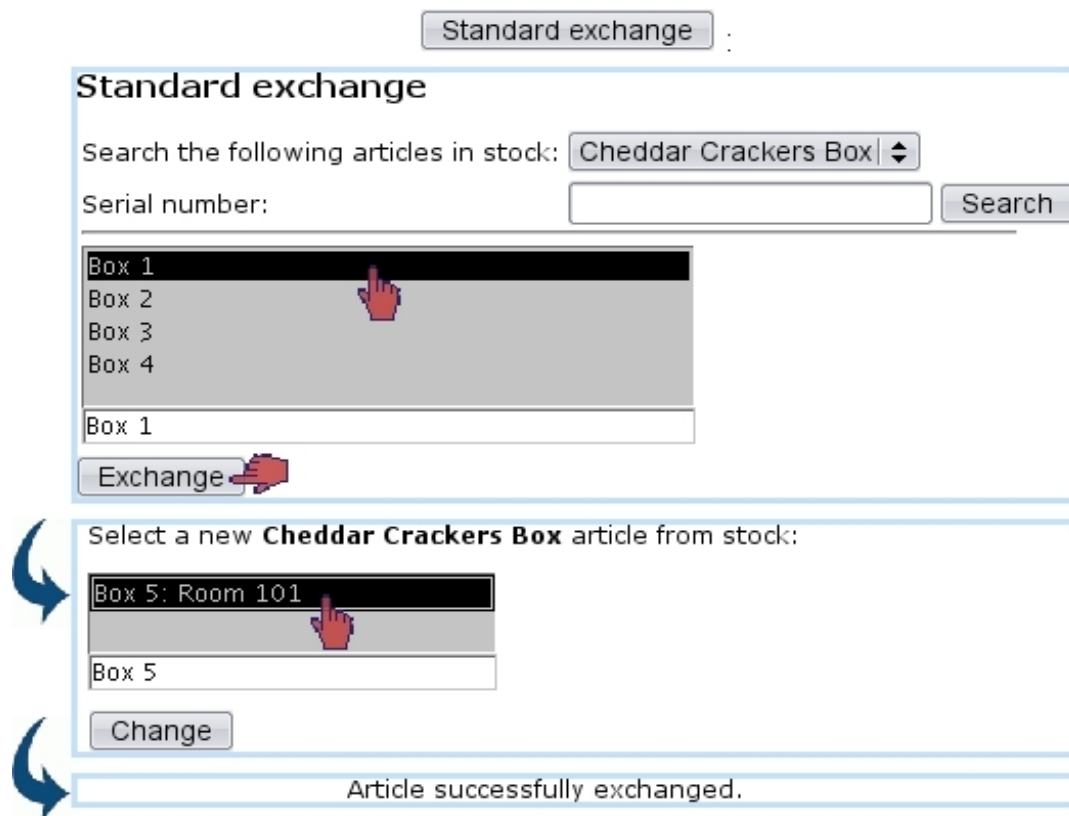 Standard exchange :
Standard exchange
Search the following articles in stock: Cheddar Crackers Box
Serial number: Search
Box 1
Box 2
Box 3
Box 4
Box 1
Exchange
Select a new Cheddar Crackers Box article from stock:
Box 5: Room 101
Box 5
Change
Article successfully exchanged.